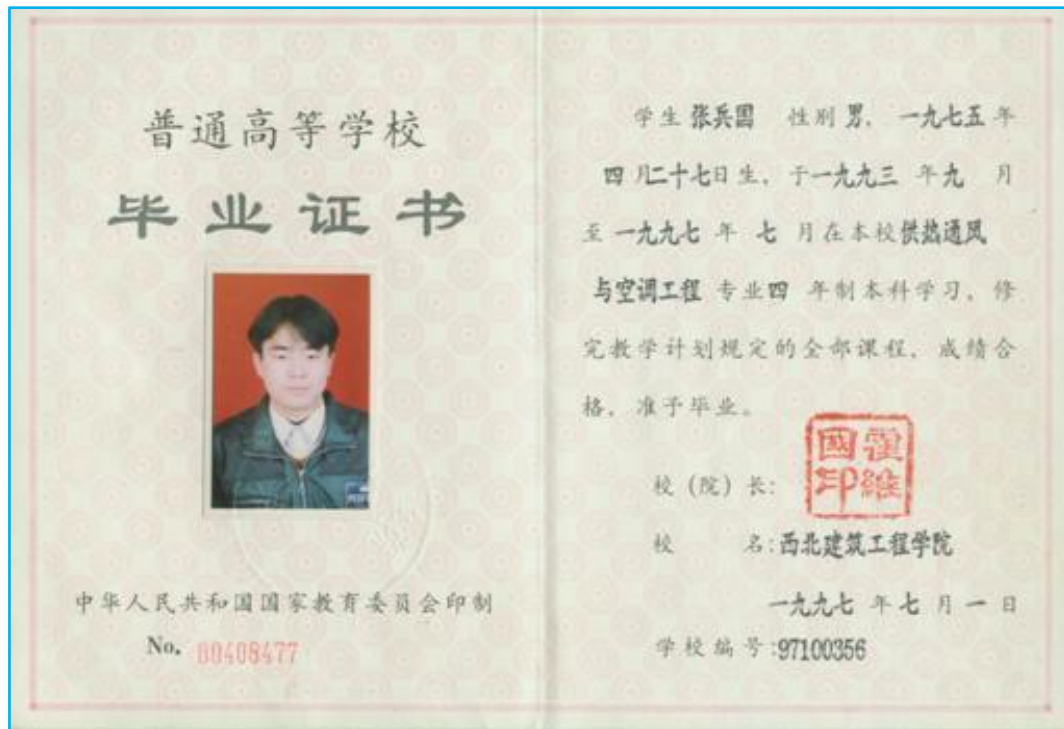 普通高等学校
毕业证书
中华人民共和国国家教育委员会印制
No. 00408477
学生 张兵国 性别 男, 一九七五年
四月二十七日生, 于一九九三 年九 月
至 一九九七 年 七 月在本校供热通风
与空调工程 专业四 年制本科学习, 修
完教学计划规定的全部课程, 成绩合
格, 准予毕业。
校(院)长:
霍維國印
校 名:西北建筑工程学院
一九九七 年七 月 一 日
学校编号:97100356